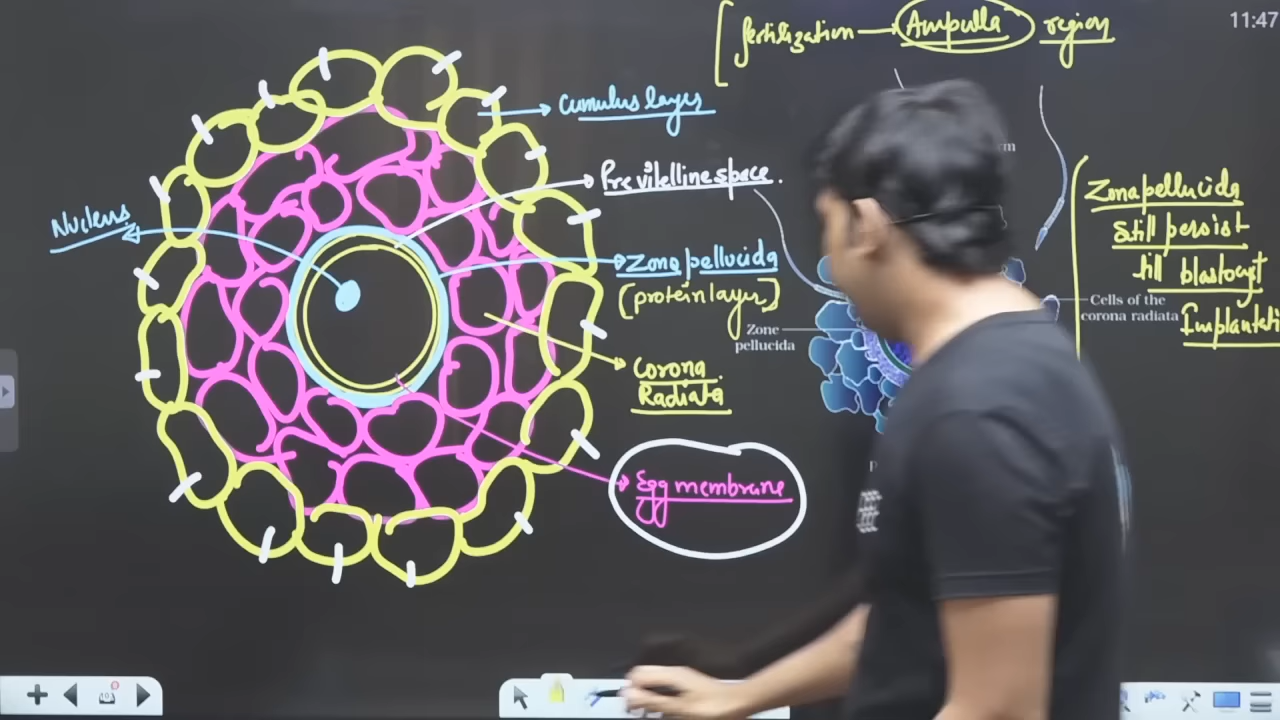 fertilization → Ampulla region
11:47
Cumulus layer
Previtelline space.
Nucleus
Zona pellucida
[protein layer]
Corona
Radiata
Egg membrane
Zone
pellucida
Cells of the
corona radiata
Zona pellucida
still persist
till blastocyst